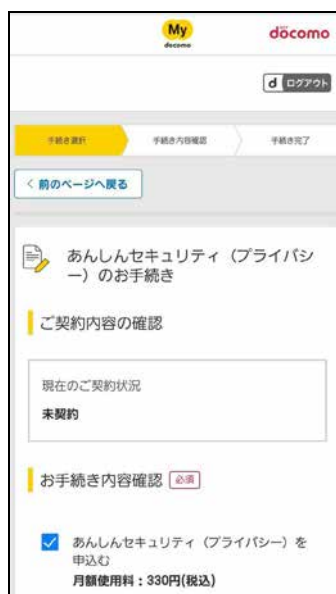 My
docomo
döcomo
d ログアウト
手続き選択
手続き内容確認
手続き完了
< 前のページへ戻る
あんしんセキュリティ（プライバシ
ー）のお手続き
ご契約内容の確認
現在のご契約状況
未契約
お手続き内容確認 必須
あんしんセキュリティ（プライバシー）を
申込む
月額使用料：330円(税込)